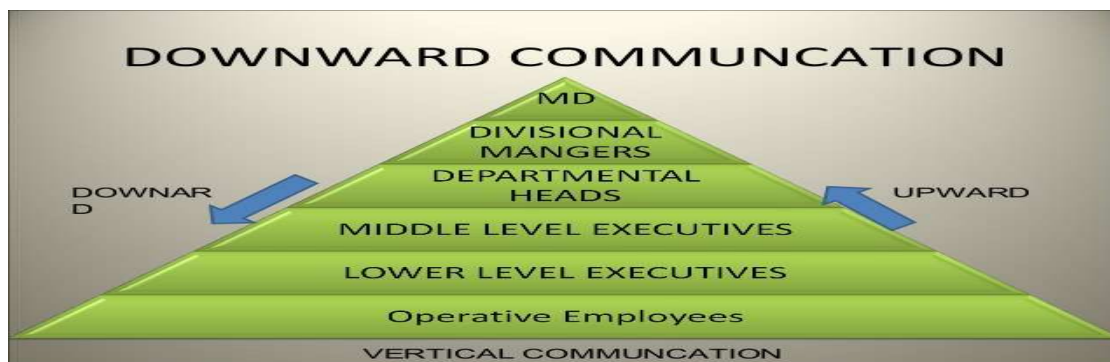 DOWNWARD COMMUNCATION
MD
DIVISIONAL
MANGERS
DEPARTMENTAL
HEADS
DOWNAR
D
UPWARD
MIDDLE LEVEL EXECUTIVES
LOWER LEVEL EXECUTIVES
Operative Employees
VERTICAL COMMUNCATION